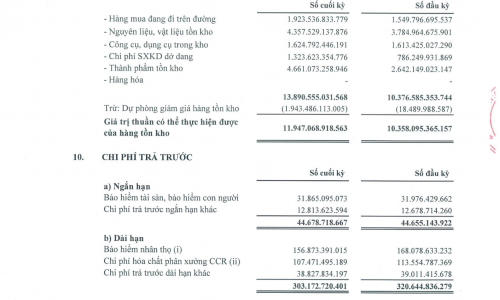 Số cuối kỳ Số đầu kỳ
- Hàng mua đang đi trên đường 1.923.536.833.779 1.549.796.695.537
- Nguyên liệu, vật liệu tồn kho 4.357.529.137.876 3.784.964.675.901
- Công cụ, dụng cụ trong kho 1.624.792.446.191 1.613.425.027.290
- Chi phí SXKD dở dang 1.323.623.354.776 786.249.931.869
- Thành phẩm tồn kho 4.661.073.258.946 2.642.149.023.147
- Hàng hóa - -
13.890.555.031.568 10.376.585.353.744
Trừ: Dự phòng giảm giá hàng tồn kho (1.943.486.113.005) (18.489.988.587)
Giá trị thuần có thể thực hiện được
của hàng tồn kho 11.947.068.918.563 10.358.095.365.157
10. CHI PHÍ TRẢ TRƯỚC
Số cuối kỳ Số đầu kỳ
a) Ngắn hạn
Bảo hiểm tài sản, bảo hiểm con người 31.865.095.073 31.976.429.662
Chi phí trả trước ngắn hạn khác 12.813.623.594 12.678.714.260
44.678.718.667 44.655.143.922
b) Dài hạn
Bảo hiểm nhân thọ (i) 156.873.391.015 168.078.633.232
Chi phí hóa chất phân xưởng CCR (ii) 107.471.495.189 113.554.787.369
Chi phí trả trước dài hạn khác 38.827.834.197 39.011.415.678
303.172.720.401 320.644.836.279